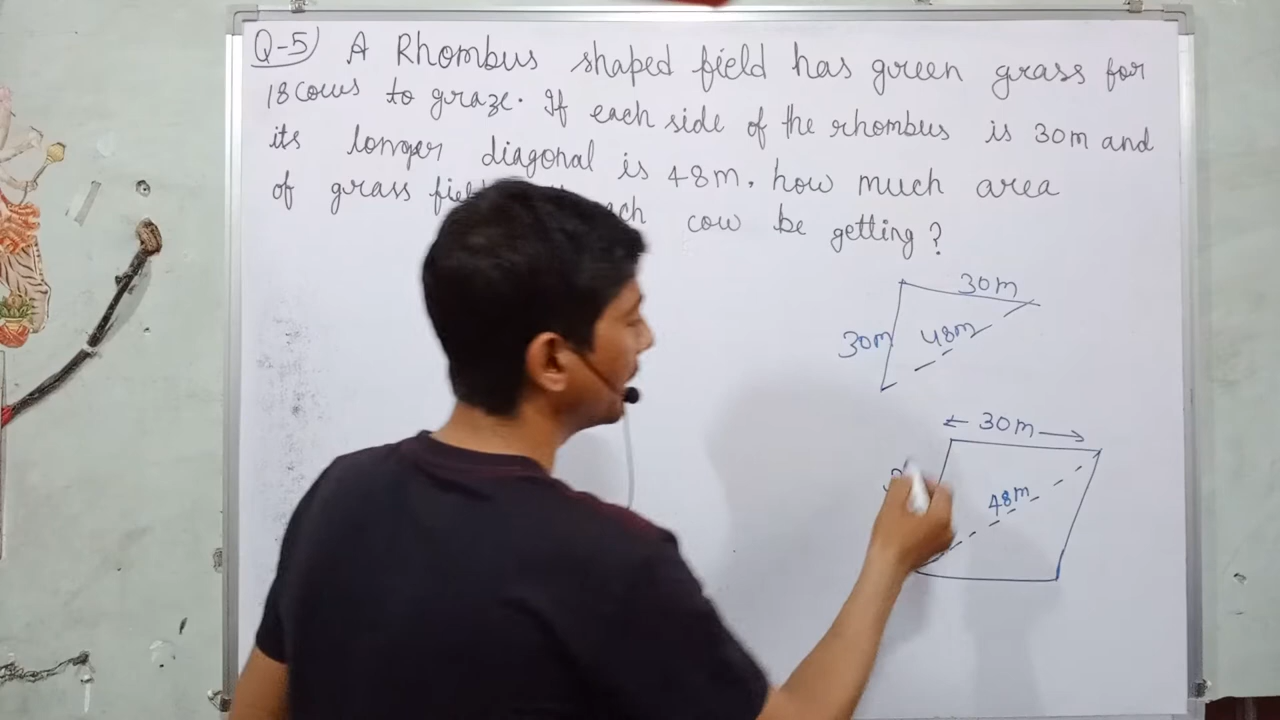 Q-5) A Rhombus shaped field has green grass for
18 cows to graze. If each side of the rhombus is 30m and
its longer diagonal is 48m, how much area
of grass cow be getting?
30m
30m
48m
30m
48m